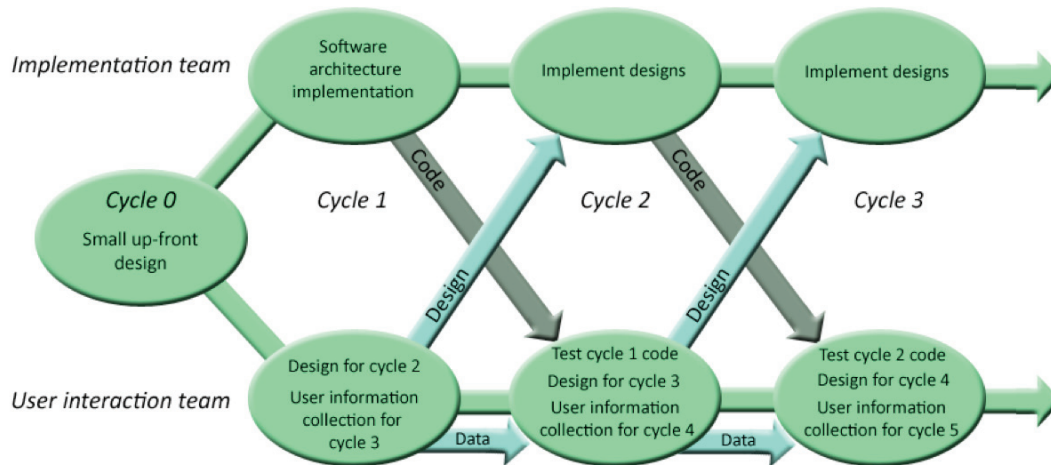 Implementation team
Software
architecture
implementation
Implement designs
Implement designs
Cycle 0
Small up-front
design
Cycle 1
Code
Design
Cycle 2
Code
Design
Cycle 3
User interaction team
Design for cycle 2
User information
collection for
cycle 3
Data
Test cycle 1 code
Design for cycle 3
User information
collection for cycle 4
Data
Test cycle 2 code
Design for cycle 4
User information
collection for cycle 5